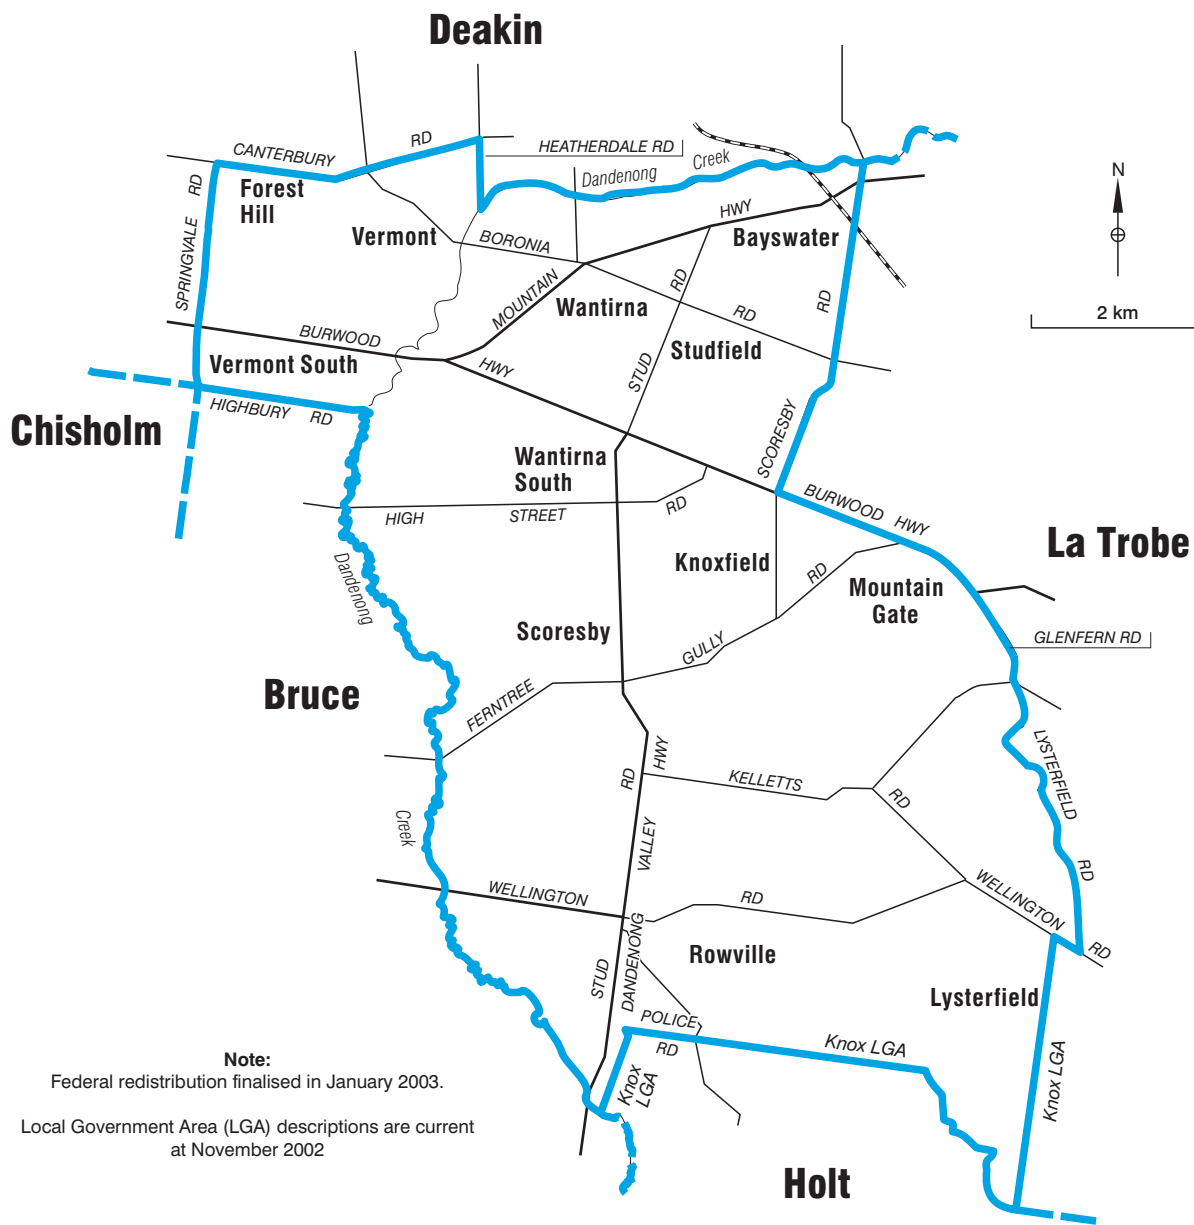 Deakin
CANTERBURY
RD
HEATHERDALE RD
Dandenong
Creek
N
Forest
Hill
RD
SPRINGVALE
Vermont
BORONIA
HWY
Bayswater
MOUNTAIN
RD
Wantirna
RD
RD
2 km
BURWOOD
HWY
Studfield
STUD
Vermont South
HIGHBURY
RD
Chisholm
SCORESBY
Wantirna
South
RD
HIGH
STREET
BURWOOD
HWY
La Trobe
Dandenong
Knoxfield
RD
Mountain
Gate
Scoresby
GULLY
GLENFERN RD
Bruce
FERNTREE
HWY
RD
LYSTERFIELD
KELLETTS
RD
Creek
VALLEY
RD
WELLINGTON
RD
WELLINGTON
RD
Rowville
STUD
DANDENONG
Lysterfield
POLICE
RD
Knox LGA
Knox LGA
Knox
LGA
Note:
Federal redistribution finalised in January 2003.
Local Government Area (LGA) descriptions are current
at November 2002
Holt